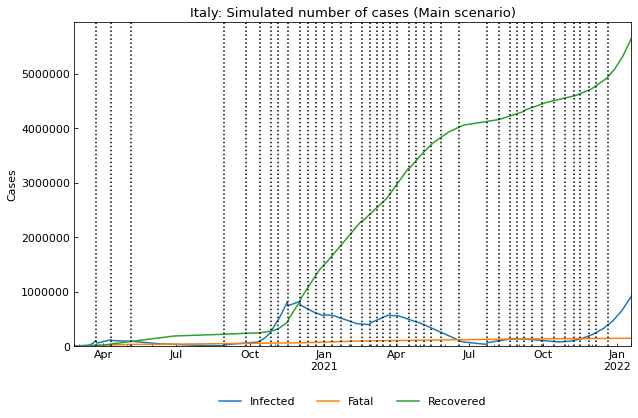 Italy: Simulated number of cases (Main scenario)
5000000
4000000
3000000
2000000
1000000
0
Cases
Apr Jul Oct Jan Apr Jul Oct Jan
2021 2022
Infected Fatal Recovered